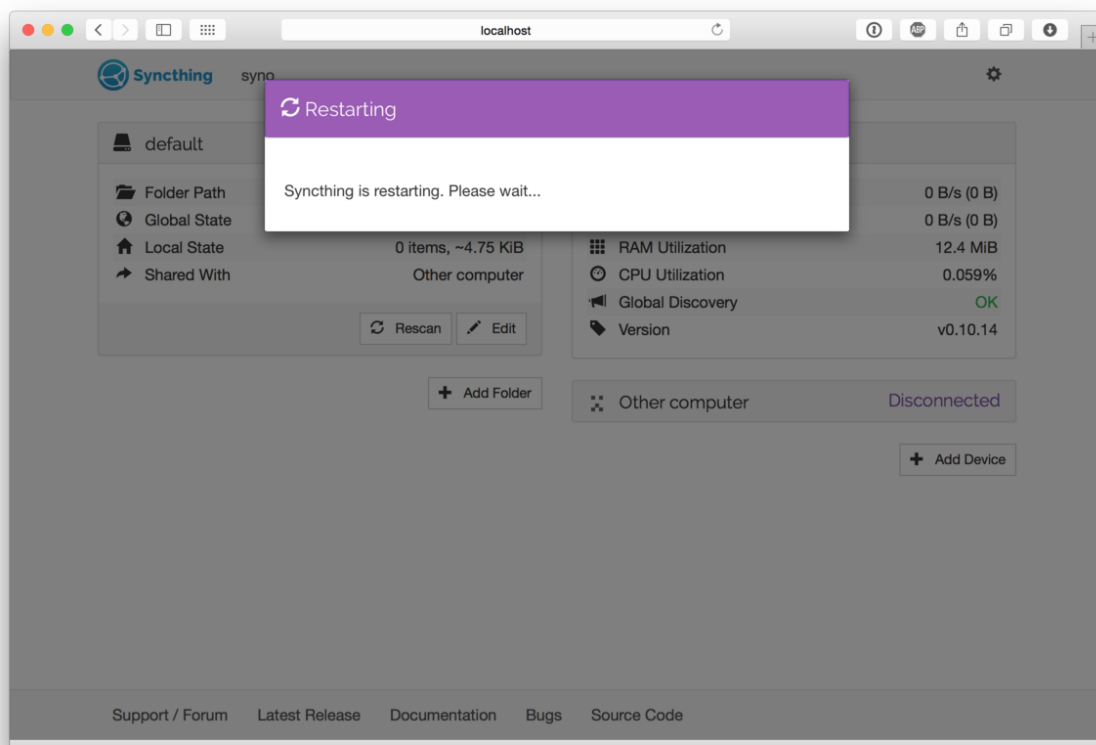 localhost
ABP
Syncthing syno
Restarting
Syncthing is restarting. Please wait...
default
Folder Path
Global State
Local State 0 items, ~4.75 KiB
Shared With Other computer
Rescan Edit
Add Folder
0 B/s (0 B)
0 B/s (0 B)
RAM Utilization 12.4 MiB
CPU Utilization 0.059%
Global Discovery OK
Version v0.10.14
Other computer Disconnected
Add Device
Support / Forum Latest Release Documentation Bugs Source Code